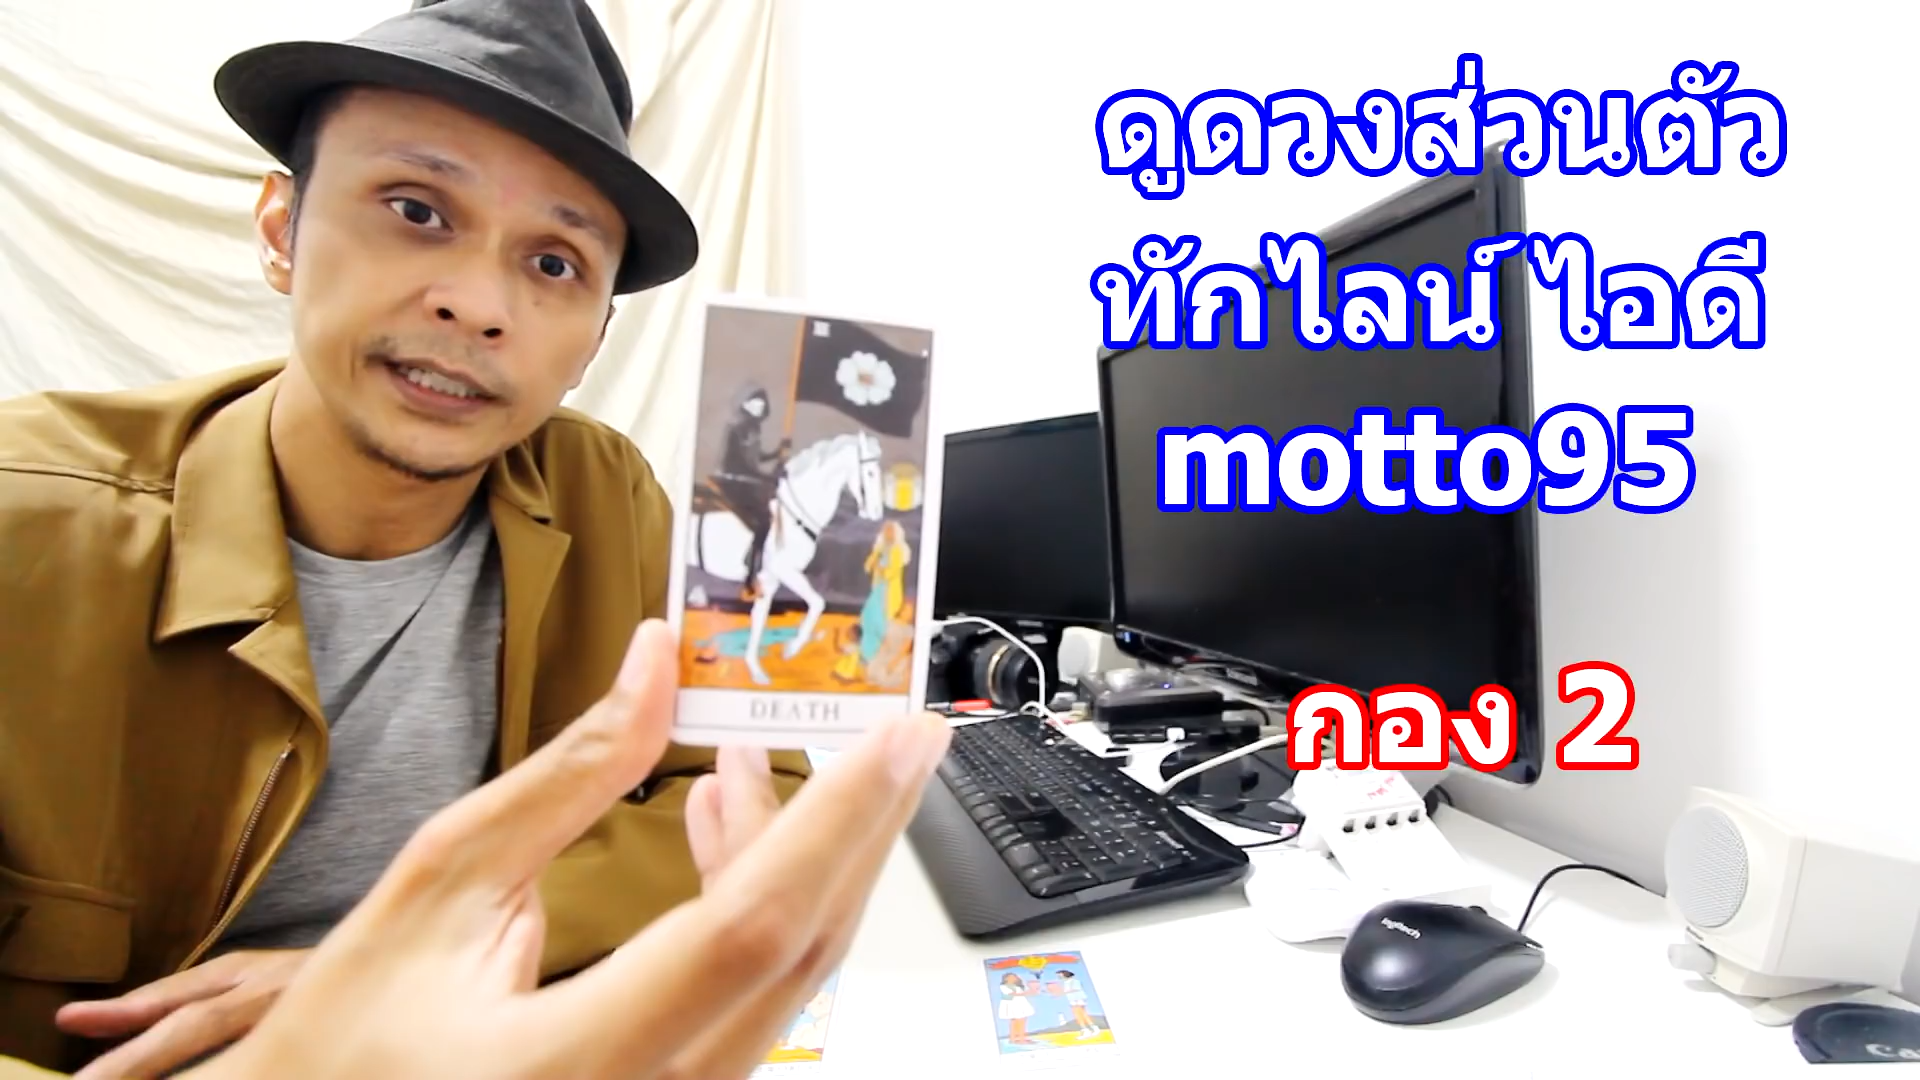 ดูดวงส่วนตัว
ทักไลน์ ไอดี
motto95
กอง 2
DEATH
logitech